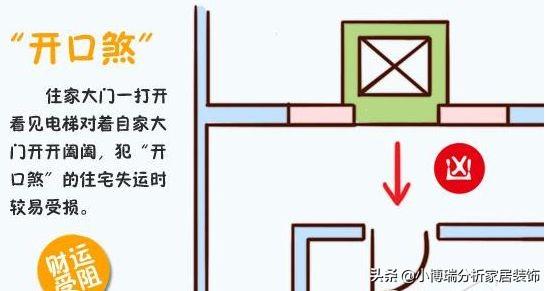 “开口煞”
住家大门一打开
看见电梯对着自家大
门开开阖阖，犯“开
口煞”的住宅失运时
较易受损。
凶
财运
受阻
头条 @小博瑞分析家居装饰